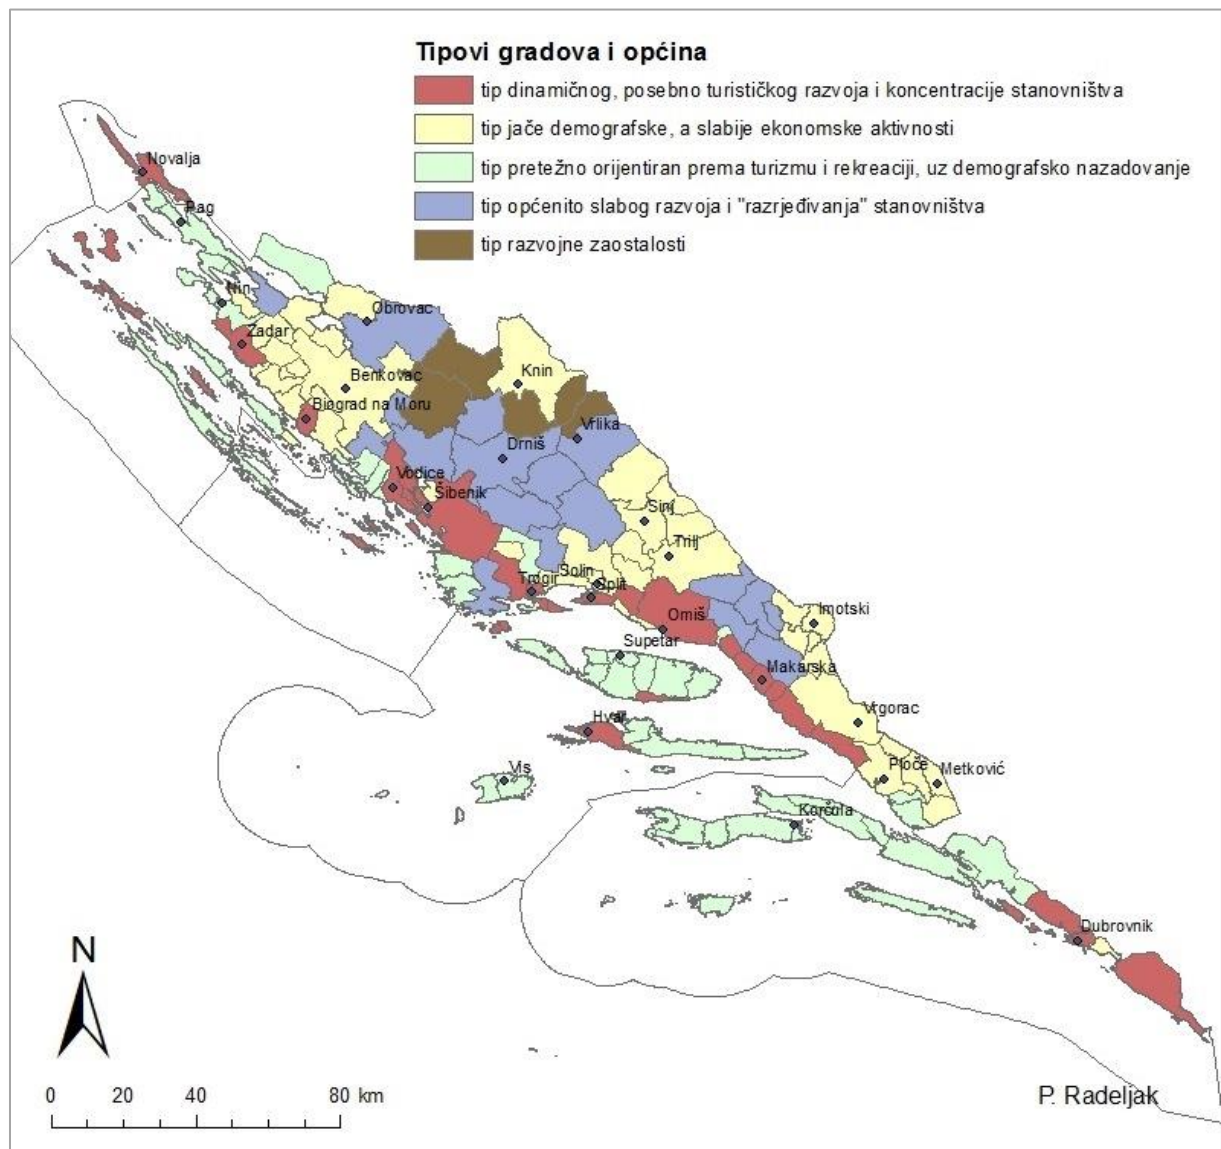 Tipovi gradova i općina
tip dinamičnog, posebno turističkog razvoja i koncentracije stanovništva
tip jače demografske, a slabije ekonomske aktivnosti
tip pretežno orijentiran prema turizmu i rekreaciji, uz demografsko nazadovanje
tip općenito slabog razvoja i "razrjeđivanja" stanovništva
tip razvojne zaostalosti
Novalja
Pag
Nin
Obrovac
Zadar
Knin
Benkovac
Biograd na Moru
Vrlika
Drniš
Vodice
Šibenik
Sinj
Trilj
Solin
Trogir
Split
Omiš
Imotski
Supetar
Makarska
Hvar
Vrgorac
Vis
Ploče
Metković
Korčula
Dubrovnik
N
0 20 40 80 km
P. Radeljak